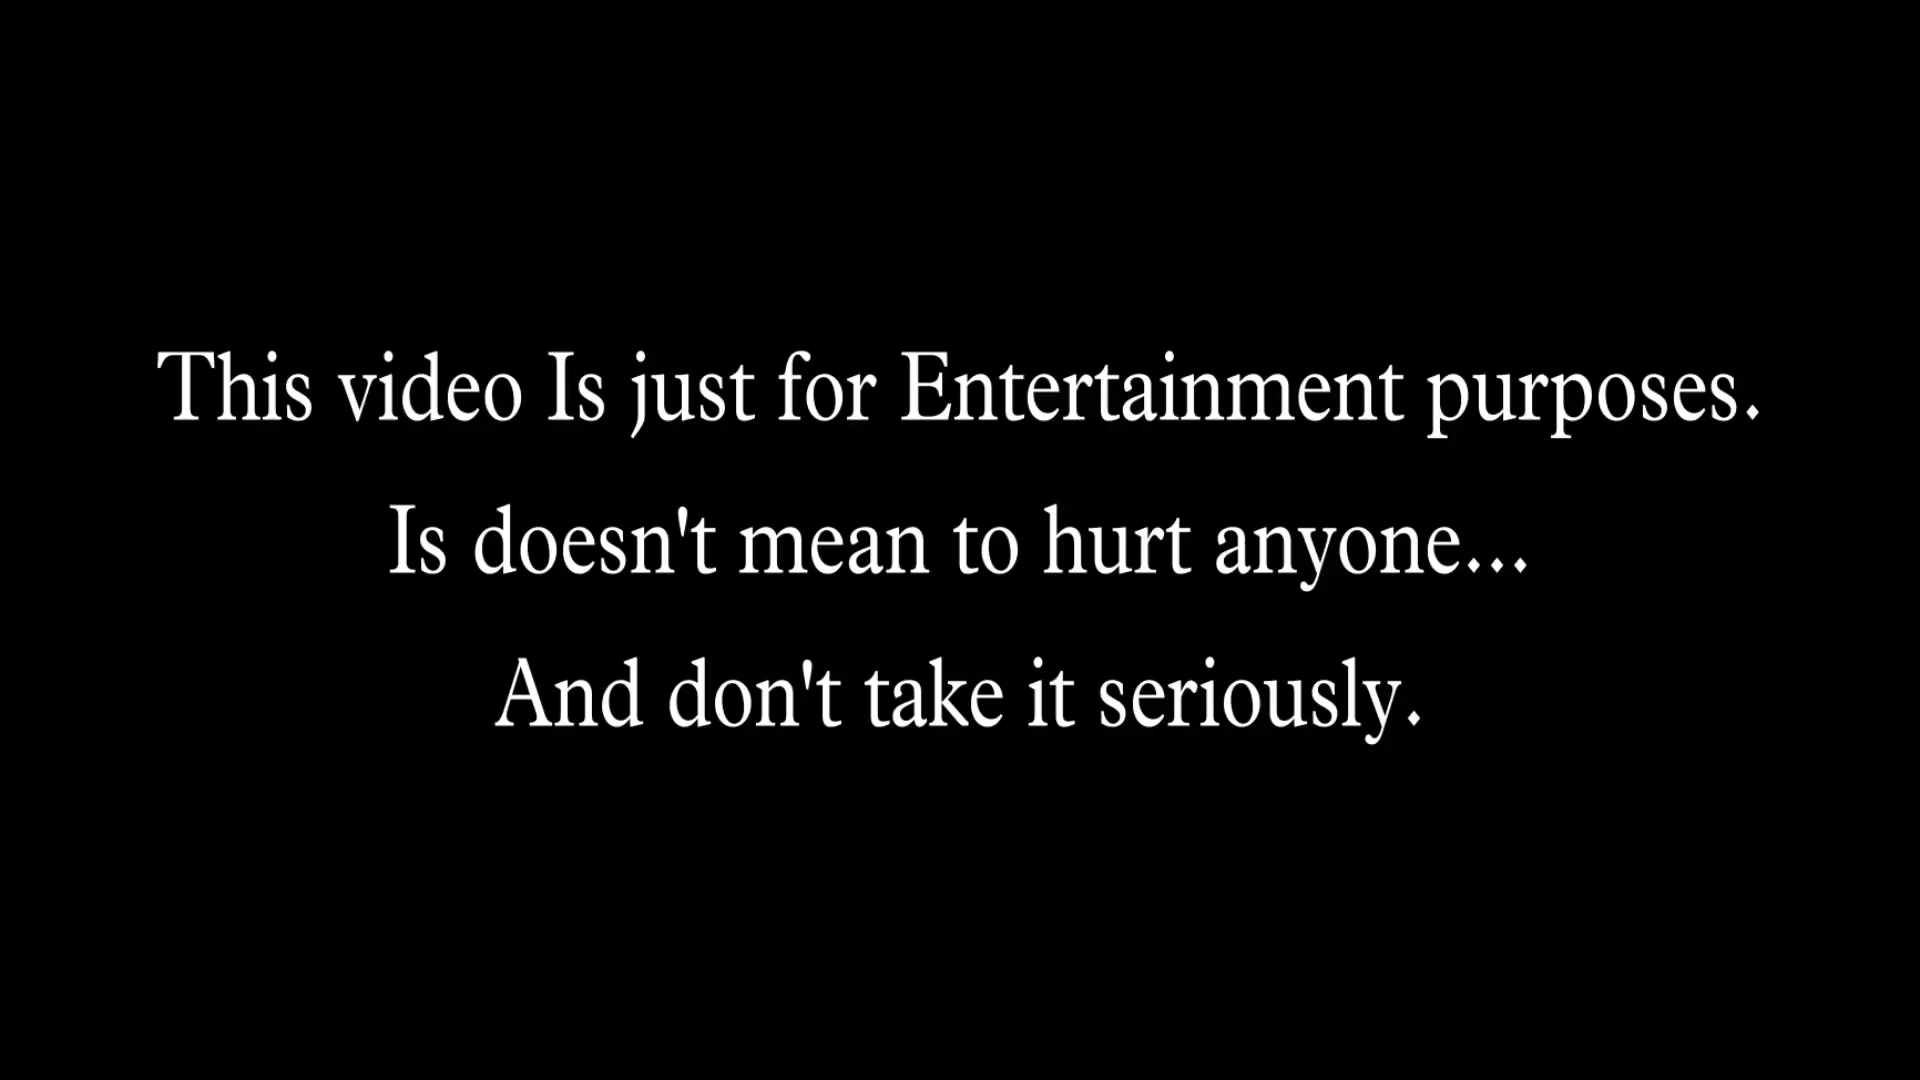 This video Is just for Entertainment purposes.
Is doesn't mean to hurt anyone...
And don't take it seriously.